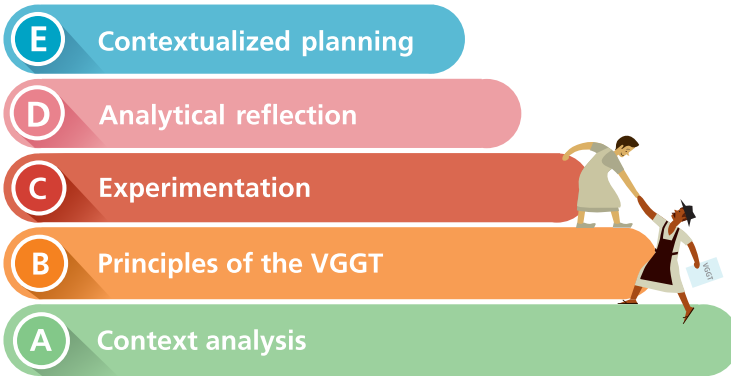 E Contextualized planning
D Analytical reflection
C Experimentation
B Principles of the VGGT
VGGT
A Context analysis